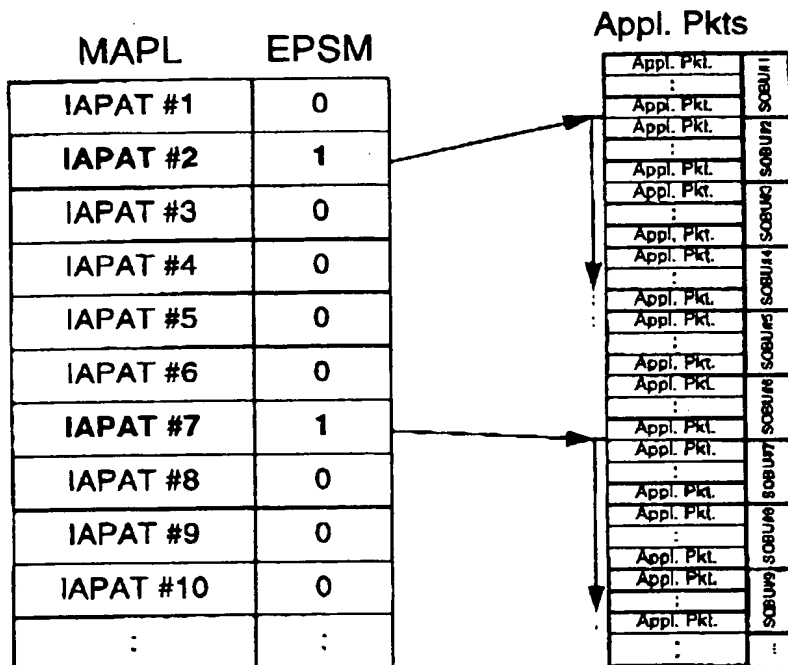 MAPL EPSM
IAPAT #1 0
IAPAT #2 1
IAPAT #3 0
IAPAT #4 0
IAPAT #5 0
IAPAT #6 0
IAPAT #7 1
IAPAT #8 0
IAPAT #9 0
IAPAT #10 0
: :
Appl. Pkts
Appl. Pkt.
:
Appl. Pkt.
SOBU#1
Appl. Pkt.
:
Appl. Pkt.
SOBU#2
Appl. Pkt.
:
Appl. Pkt.
SOBU#3
Appl. Pkt.
:
Appl. Pkt.
SOBU#4
Appl. Pkt.
:
Appl. Pkt.
SOBU#5
Appl. Pkt.
:
Appl. Pkt.
SOBU#6
Appl. Pkt.
:
Appl. Pkt.
SOBU#7
Appl. Pkt.
:
Appl. Pkt.
SOBU#8
Appl. Pkt.
:
Appl. Pkt.
SOBU#9
:
: